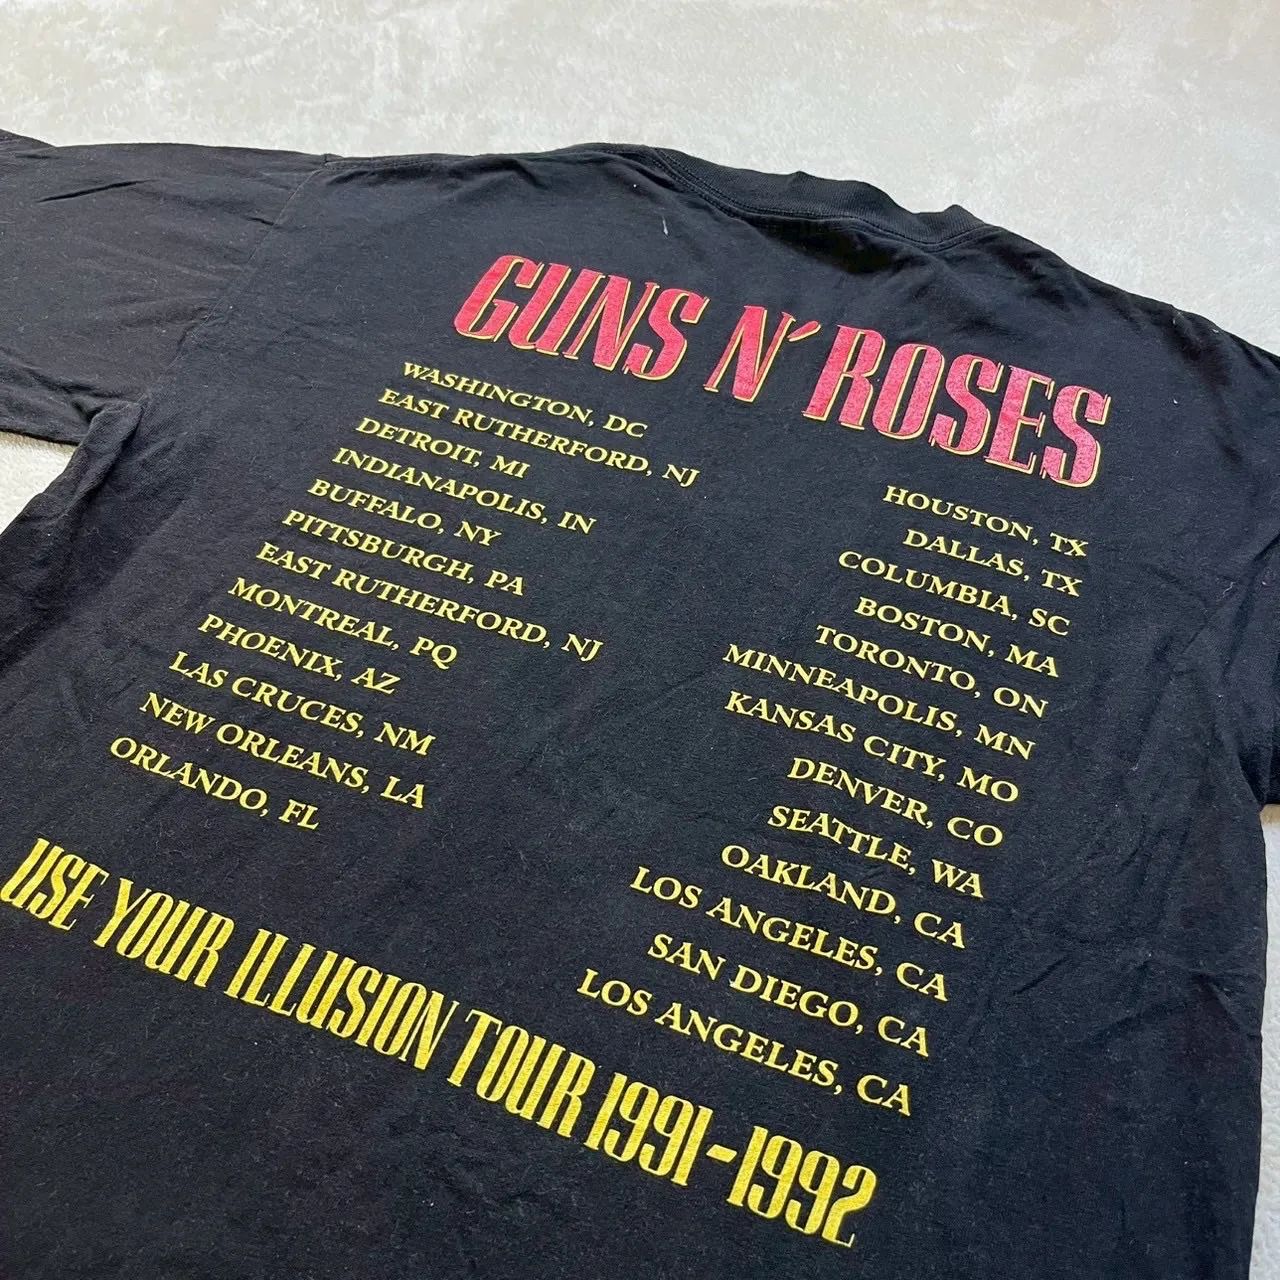 GUNS N' ROSES
WASHINGTON, DC
EAST RUTHERFORD, NJ
DETROIT, MI
INDIANAPOLIS, IN
BUFFALO, NY
PITTSBURGH, PA
EAST RUTHERFORD, NJ
MONTREAL, PQ
PHOENIX, AZ
LAS CRUCES, NM
NEW ORLEANS, LA
ORLANDO, FL
HOUSTON, TX
DALLAS, TX
COLUMBIA, SC
BOSTON, MA
TORONTO, ON
MINNEAPOLIS, MN
KANSAS CITY, MO
DENVER, CO
SEATTLE, WA
OAKLAND, CA
LOS ANGELES, CA
SAN DIEGO, CA
LOS ANGELES, CA
USE YOUR ILLUSION TOUR 1991-1992